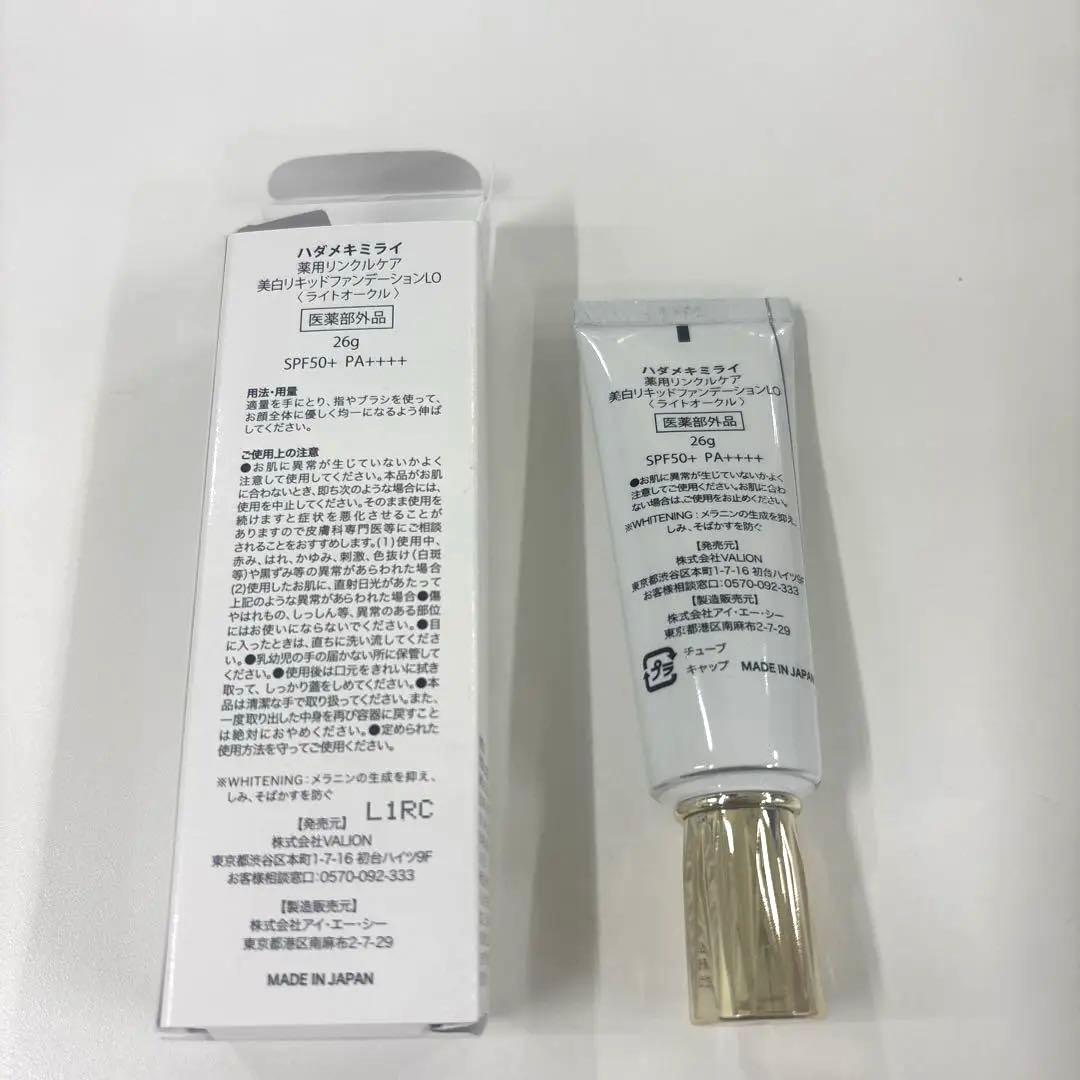 ハダメキミライ
薬用リンクルケア
美白リキッドファンデーションLO
〈ライトオークル〉
医薬部外品
26g
SPF50+ PA++++
用法・用量
適量を手にとり、指やブラシを使って、
お顔全体に優しく均一になるよう伸ば
してください。
ご使用上の注意
●お肌に異常が生じていないかよく
注意して使用してください。本品がお肌
に合わないとき、即ち次のような場合には、
使用を中止してください。そのまま使用を
続けますと症状を悪化させることが
ありますので皮膚科専門医等にご相談
されることをおすすめします。(1)使用中、
赤み、はれ、かゆみ、刺激、色抜け(白斑
等)や黒ずみ等の異常があらわれた場合
(2)使用したお肌に、直射日光があたって
上記のような異常があらわれた場合●傷
やはれもの、しっしん等、異常のある部位
にはお使いにならないでください。●目
に入ったときは、直ちに洗い流してくださ
い。●乳幼児の手の届かない所に保管して
ください。●使用後は口元をきれいに拭き
取って、しっかり蓋をしめてください。●本
品は清潔な手で取り扱ってください。また、
一度取り出した中身を再び容器に戻すこと
は絶対におやめください。●定められた
使用方法を守ってご使用ください。
※WHITENING:メラニンの生成を抑え、
しみ、そばかすを防ぐ
L1RC
【発売元】
株式会社VALION
東京都渋谷区本町1-7-16 初台ハイツ9F
お客様相談窓口:0570-092-333
【製造販売元】
株式会社アイ・エー・シー
東京都港区南麻布2-7-29
MADE IN JAPAN
ハダメキミライ
薬用リンクルケア
美白リキッドファンデーションLO
〈ライトオークル〉
医薬部外品
26g
SPF50+ PA++++
●お肌に異常が生じていないかよく
注意してご使用ください。お肌に合わ
ない場合は、ご使用をお止めください。
※WHITENING:メラニンの生成を抑え、
しみ、そばかすを防ぐ
【発売元】
株式会社VALION
東京都渋谷区本町1-7-16 初台ハイツ9F
お客様相談窓口:0570-092-333
【製造販売元】
株式会社アイ・エー・シー
東京都港区南麻布2-7-29
プラ
チューブ
キャップ MADE IN JAPAN